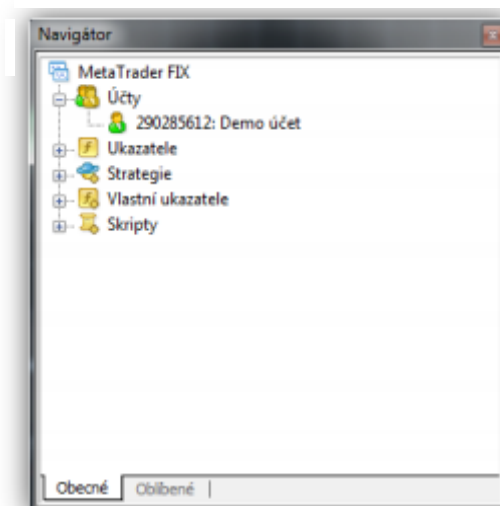 Navigátor
MetaTrader FIX
Účty
290285612: Demo účet
Ukazatele
Strategie
Vlastní ukazatele
Skripty
Obecné
Oblíbené